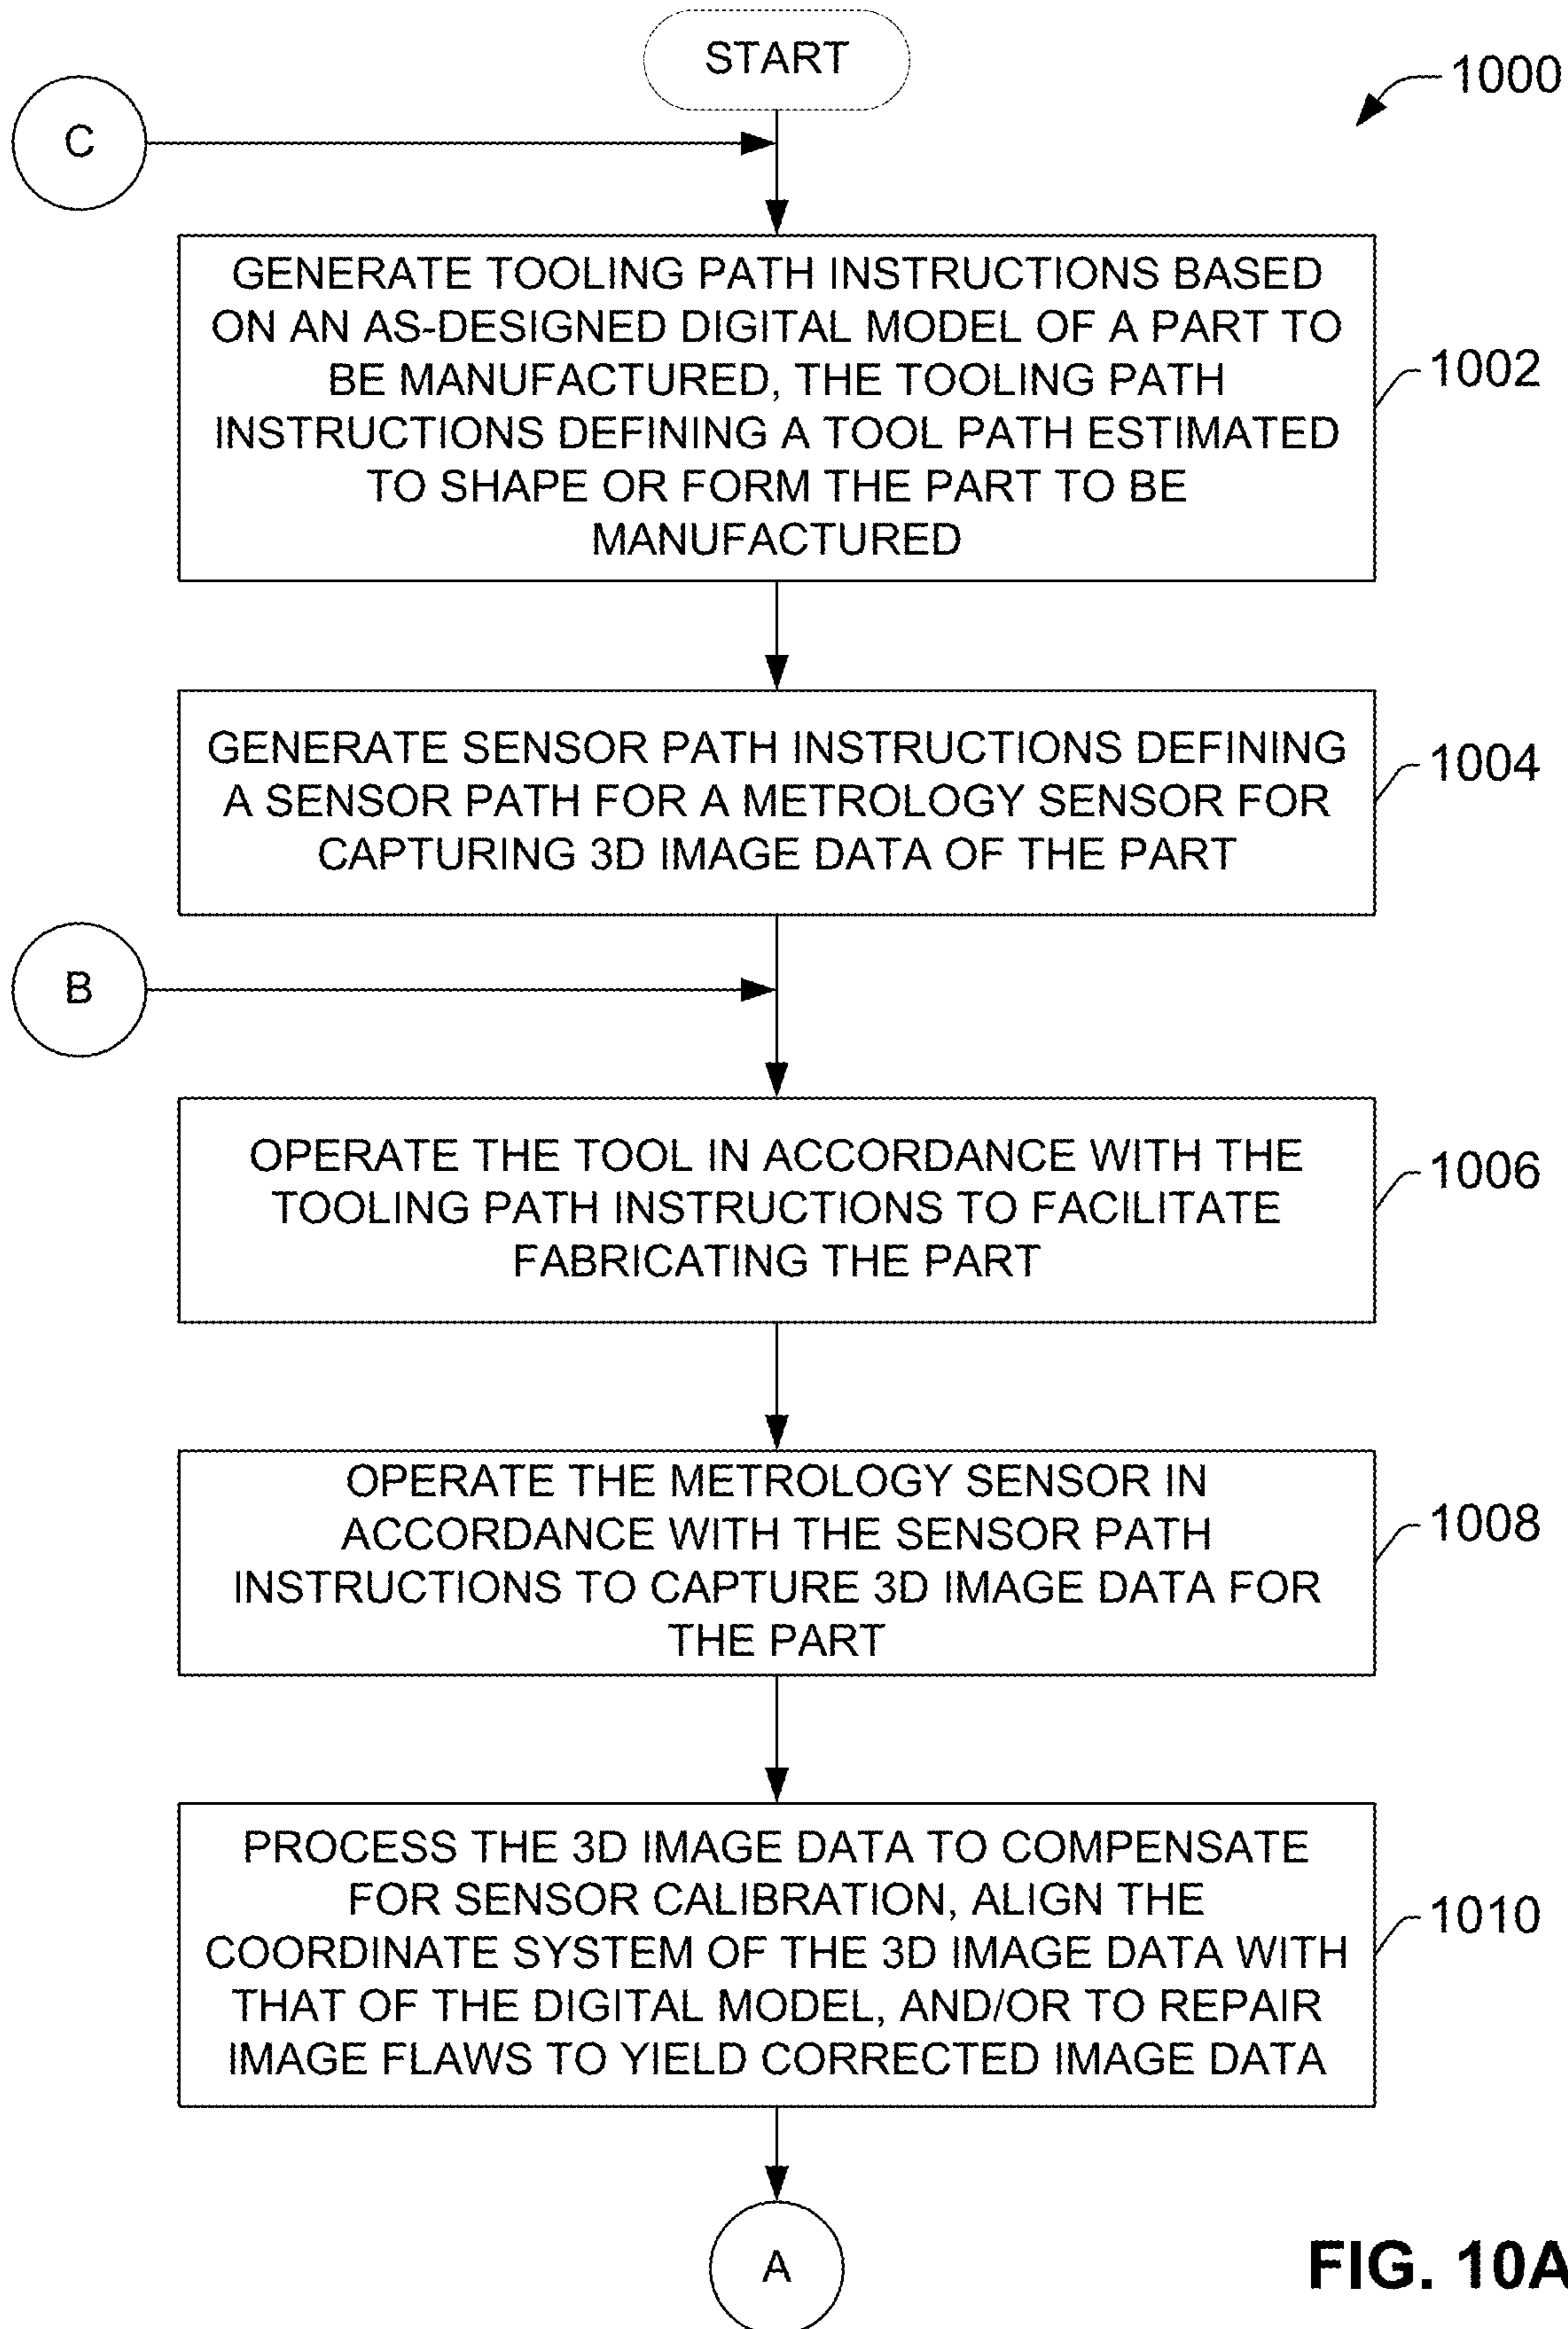 START
1000
C
GENERATE TOOLING PATH INSTRUCTIONS BASED
ON AN AS-DESIGNED DIGITAL MODEL OF A PART TO
BE MANUFACTURED, THE TOOLING PATH
INSTRUCTIONS DEFINING A TOOL PATH ESTIMATED
TO SHAPE OR FORM THE PART TO BE
MANUFACTURED
1002
GENERATE SENSOR PATH INSTRUCTIONS DEFINING
A SENSOR PATH FOR A METROLOGY SENSOR FOR
CAPTURING 3D IMAGE DATA OF THE PART
1004
B
OPERATE THE TOOL IN ACCORDANCE WITH THE
TOOLING PATH INSTRUCTIONS TO FACILITATE
FABRICATING THE PART
1006
OPERATE THE METROLOGY SENSOR IN
ACCORDANCE WITH THE SENSOR PATH
INSTRUCTIONS TO CAPTURE 3D IMAGE DATA FOR
THE PART
1008
PROCESS THE 3D IMAGE DATA TO COMPENSATE
FOR SENSOR CALIBRATION, ALIGN THE
COORDINATE SYSTEM OF THE 3D IMAGE DATA WITH
THAT OF THE DIGITAL MODEL, AND/OR TO REPAIR
IMAGE FLAWS TO YIELD CORRECTED IMAGE DATA
1010
A
FIG. 10A